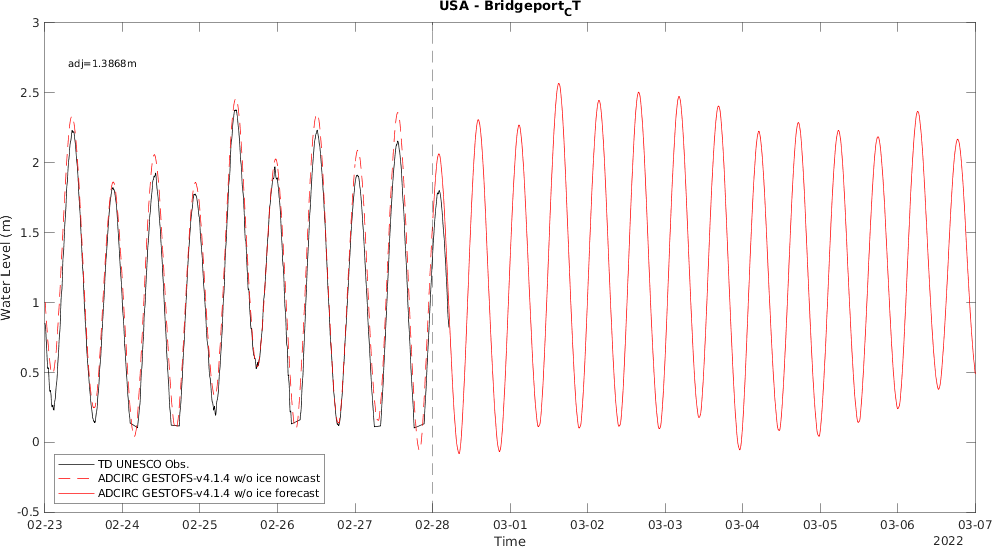 USA - Bridgeport_CT
adj=1.3868m
Water Level (m)
3
2.5
2
1.5
1
0.5
0
-0.5
TD UNESCO Obs.
ADCIRC GESTOFS-v4.1.4 w/o ice nowcast
ADCIRC GESTOFS-v4.1.4 w/o ice forecast
02-23 02-24 02-25 02-26 02-27 02-28 03-01 03-02 03-03 03-04 03-05 03-06 03-07
Time
2022